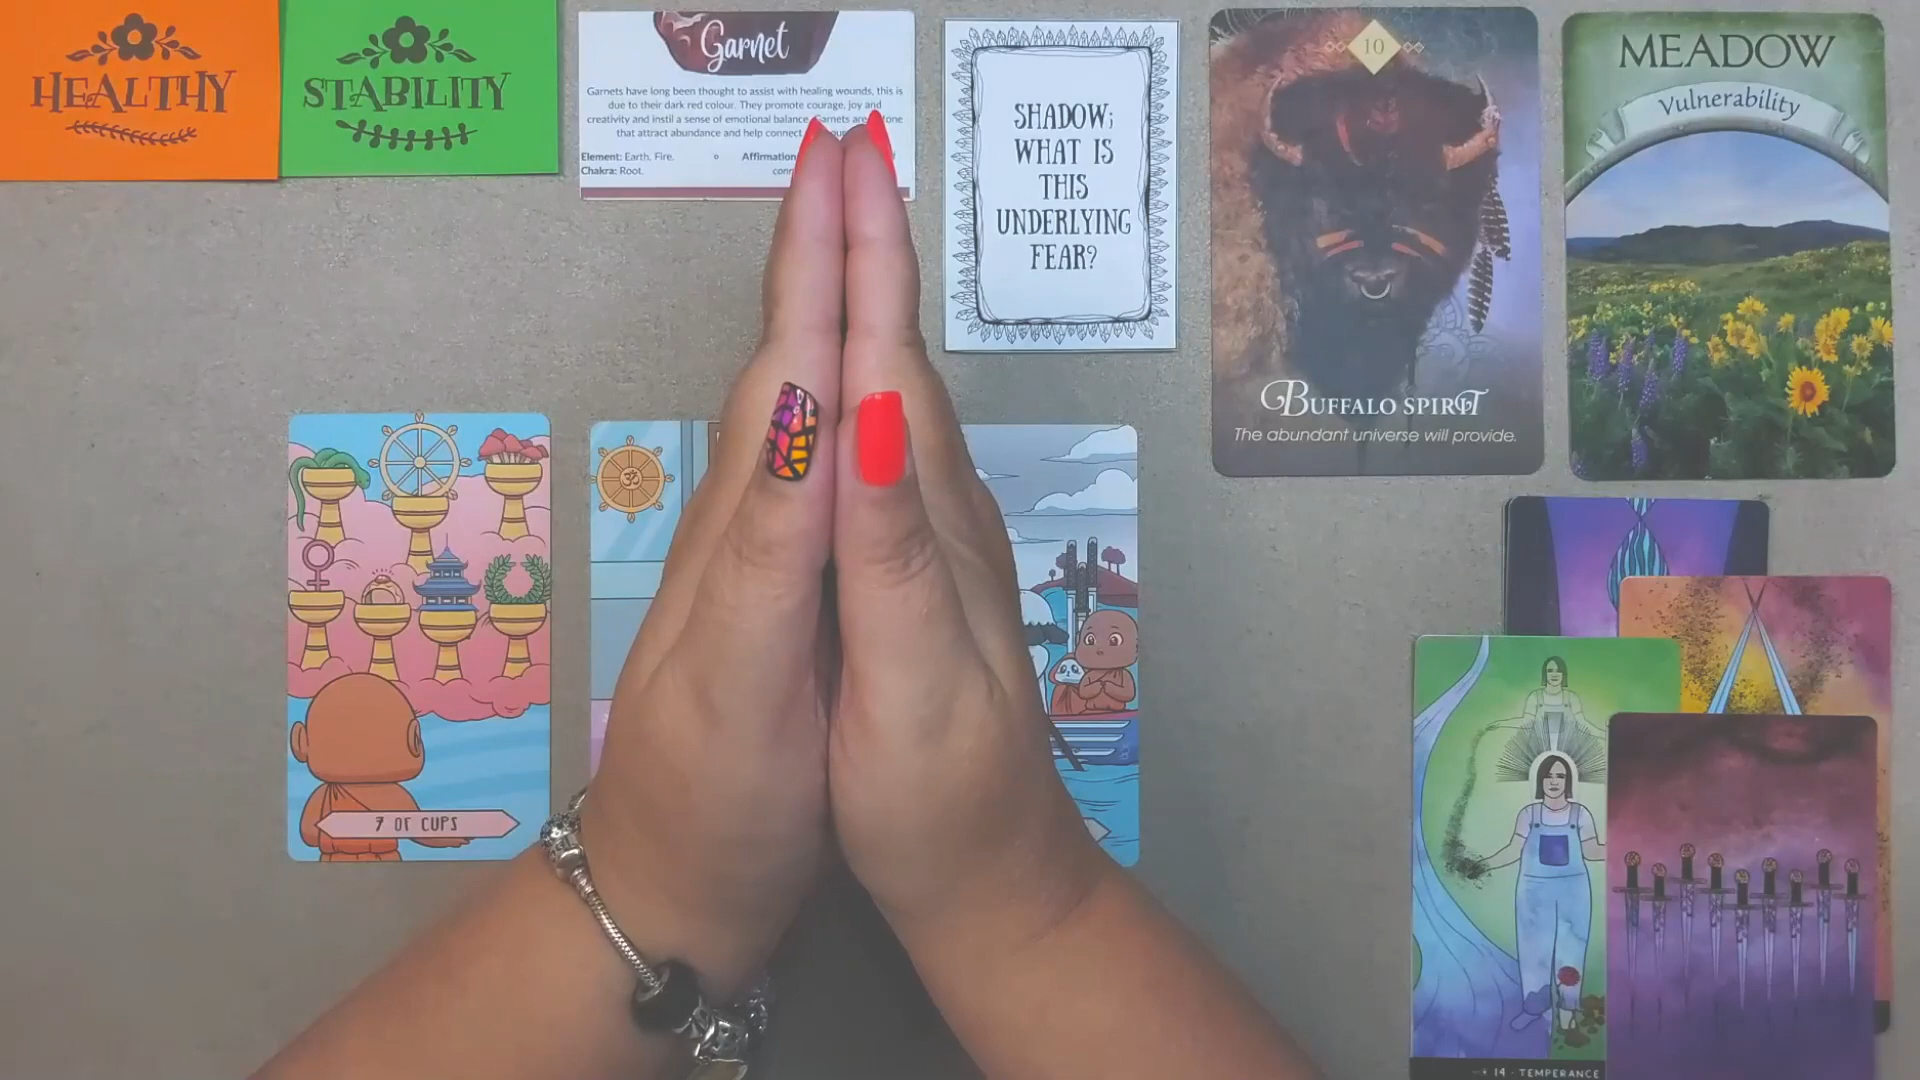 HEALTHY
STABILITY
Garnet
Garnets have long been thought to assist with healing wounds, this is
due to their dark red colour. They promote courage, joy and
creativity and instil a sense of emotional balance. Garnets are
that attract abundance and help connect
Element: Earth, Fire.
Affirmation
Chakra: Root.
SHADOW;
WHAT IS
THIS
UNDERLYING
FEAR?
10
BUFFALO SPIRIT
The abundant universe will provide.
MEADOW
Vulnerability
7 OF CUPS
14 - TEMPERANCE